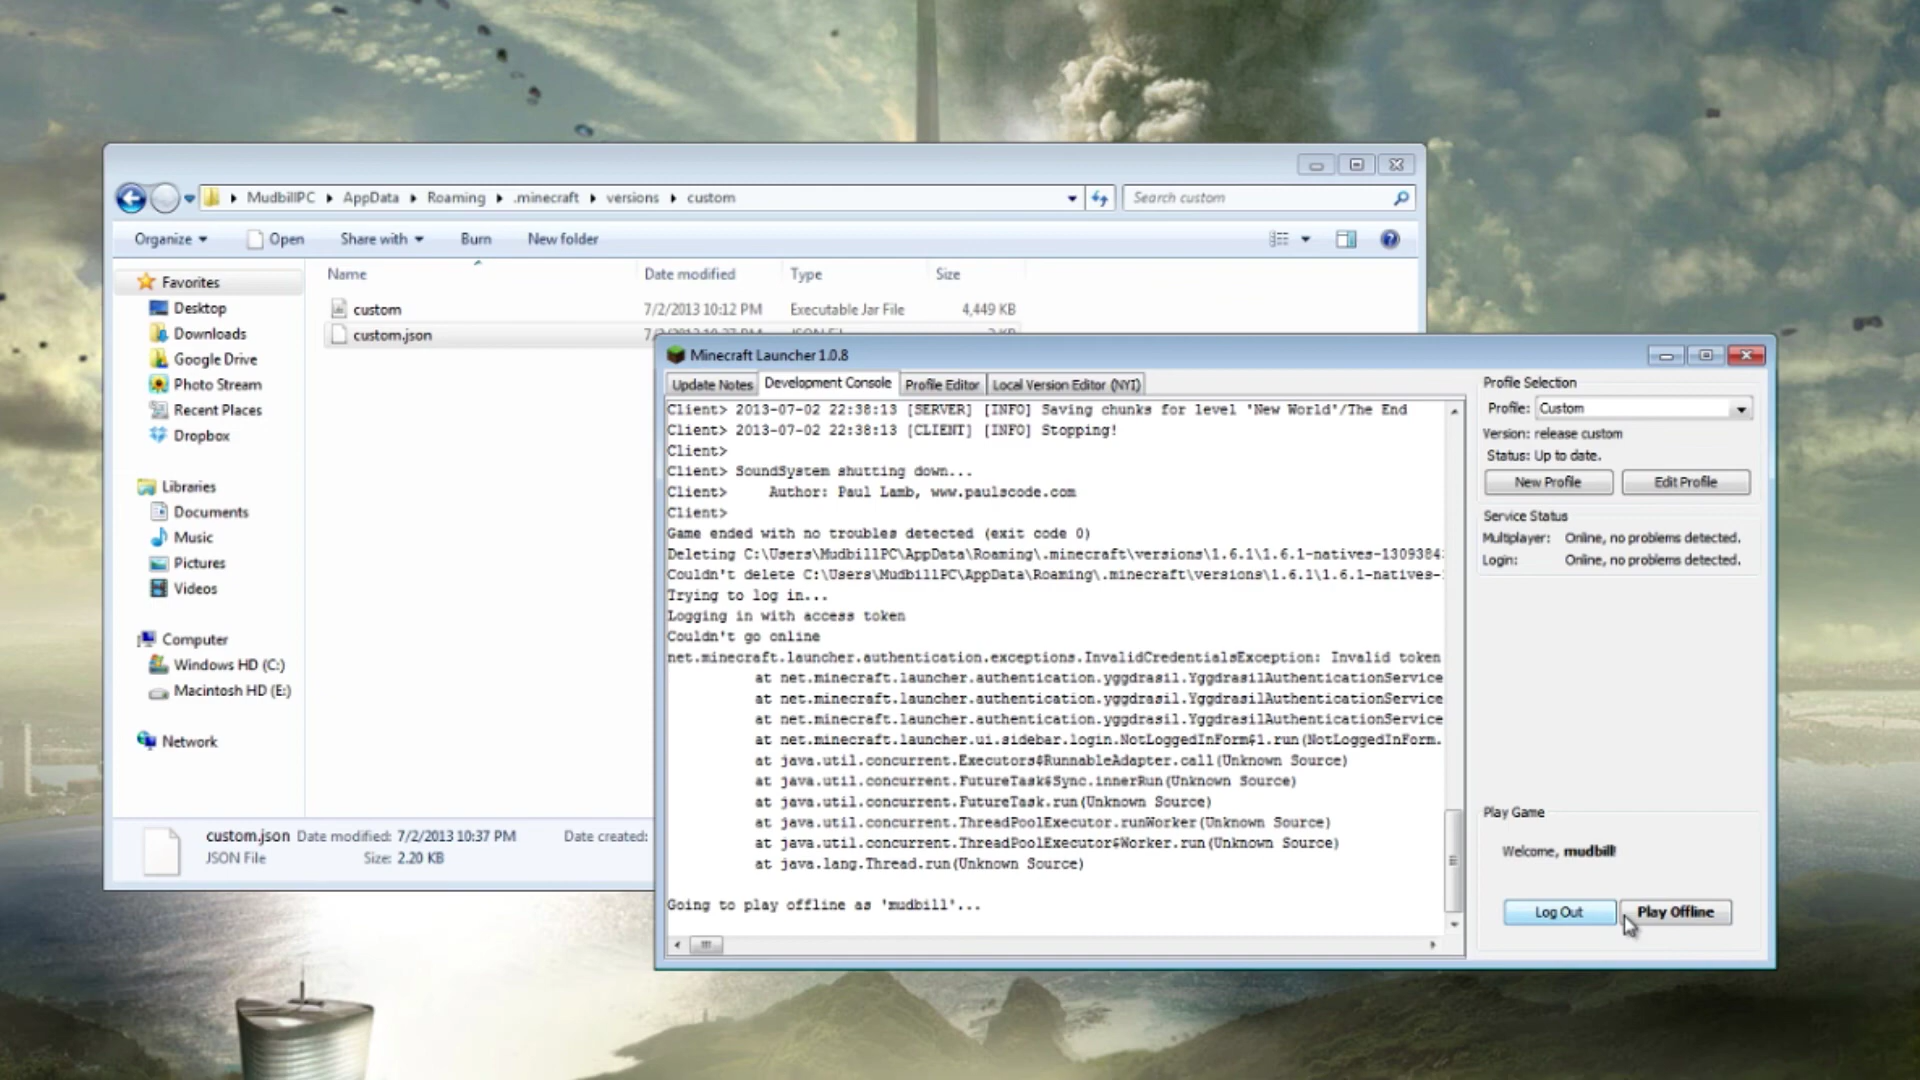 MudbillPC ▸ AppData ▸ Roaming ▸ .minecraft ▸ versions ▸ custom
Search custom
Organize
Open
Share with
Burn
New folder
Name
Date modified
Type
Size
Favorites
Desktop
Downloads
Google Drive
Photo Stream
Recent Places
Dropbox
Libraries
Documents
Music
Pictures
Videos
Computer
Windows HD (C:)
Macintosh HD (E:)
Network
custom 7/2/2013 10:12 PM Executable Jar File 4,449 KB
custom.json
custom.json Date modified: 7/2/2013 10:37 PM Date created:
JSON File Size: 2.20 KB
Minecraft Launcher 1.0.8
Update Notes
Development Console
Profile Editor
Local Version Editor (NYI)
Client> 2013-07-02 22:38:13 [SERVER] [INFO] Saving chunks for level 'New World'/The End
Client> 2013-07-02 22:38:13 [CLIENT] [INFO] Stopping!
Client>
Client> SoundSystem shutting down...
Client> Author: Paul Lamb, www.paulscode.com
Client>
Game ended with no troubles detected (exit code 0)
Deleting C:\Users\MudbillPC\AppData\Roaming\.minecraft\versions\1.6.1\1.6.1-natives-1309384
Couldn't delete C:\Users\MudbillPC\AppData\Roaming\.minecraft\versions\1.6.1\1.6.1-natives-
Trying to log in...
Logging in with access token
Couldn't go online
net.minecraft.launcher.authentication.exceptions.InvalidCredentialsException: Invalid token
at net.minecraft.launcher.authentication.yggdrasil.YggdrasilAuthenticationService
at net.minecraft.launcher.authentication.yggdrasil.YggdrasilAuthenticationService
at net.minecraft.launcher.authentication.yggdrasil.YggdrasilAuthenticationService
at net.minecraft.launcher.ui.sidebar.login.NotLoggedInForm$1.run(NotLoggedInForm.
at java.util.concurrent.Executors$RunnableAdapter.call(Unknown Source)
at java.util.concurrent.FutureTask$Sync.innerRun(Unknown Source)
at java.util.concurrent.FutureTask.run(Unknown Source)
at java.util.concurrent.ThreadPoolExecutor.runWorker(Unknown Source)
at java.util.concurrent.ThreadPoolExecutor$Worker.run(Unknown Source)
at java.lang.Thread.run(Unknown Source)
Going to play offline as 'mudbill'...
Profile Selection
Profile: Custom
Version: release custom
Status: Up to date.
New Profile
Edit Profile
Service Status
Multiplayer: Online, no problems detected.
Login: Online, no problems detected.
Play Game
Welcome, mudbill!
Log Out
Play Offline